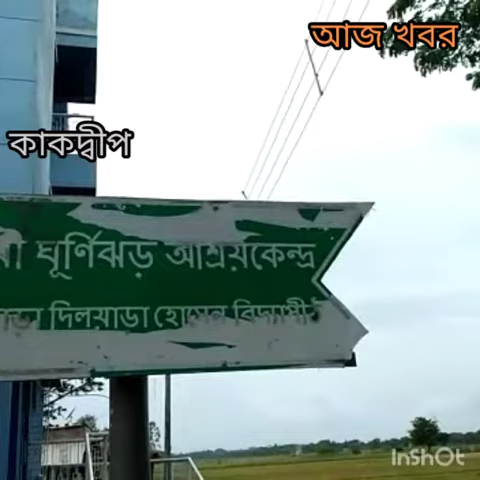 আজ খবর
কাকদ্বীপ
ঘূর্ণিঝড় আশ্রয়কেন্দ্র
দিলয়াডা হোসেন বিদ্যাপীঠ
InShOt